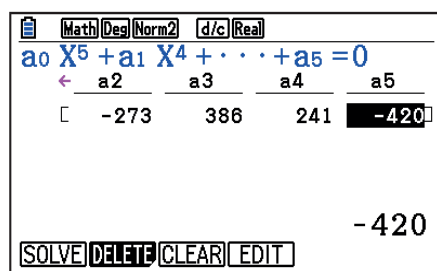 Math Deg Norm2 d/c Real
a0 X⁵ +a1 X⁴ +· · ·+a5 =0
← a2 a3 a4 a5
[ -273 386 241 -420]
-420
SOLVE DELETE CLEAR EDIT